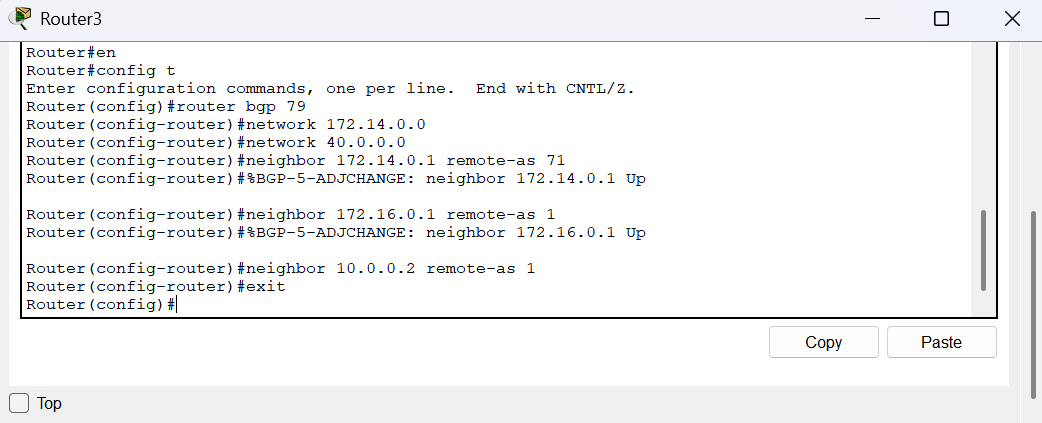 Router3
Router#en
Router#config t
Enter configuration commands, one per line.  End with CNTL/Z.
Router(config)#router bgp 79
Router(config-router)#network 172.14.0.0
Router(config-router)#network 40.0.0.0
Router(config-router)#neighbor 172.14.0.1 remote-as 71
Router(config-router)#%BGP-5-ADJCHANGE: neighbor 172.14.0.1 Up
Router(config-router)#neighbor 172.16.0.1 remote-as 1
Router(config-router)#%BGP-5-ADJCHANGE: neighbor 172.16.0.1 Up
Router(config-router)#neighbor 10.0.0.2 remote-as 1
Router(config-router)#exit
Router(config)#
Copy Paste
Top